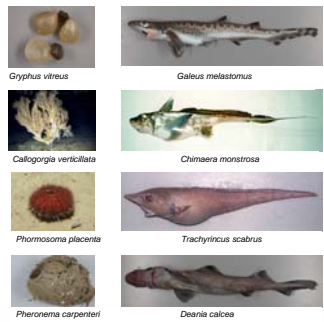 Gryphus vitreus
Galeus melastomus
Callogorgia verticillata
Chimaera monstrosa
Phormosoma placenta
Trachyrincus scabrus
Pheronema carpenteri
Deania calcea